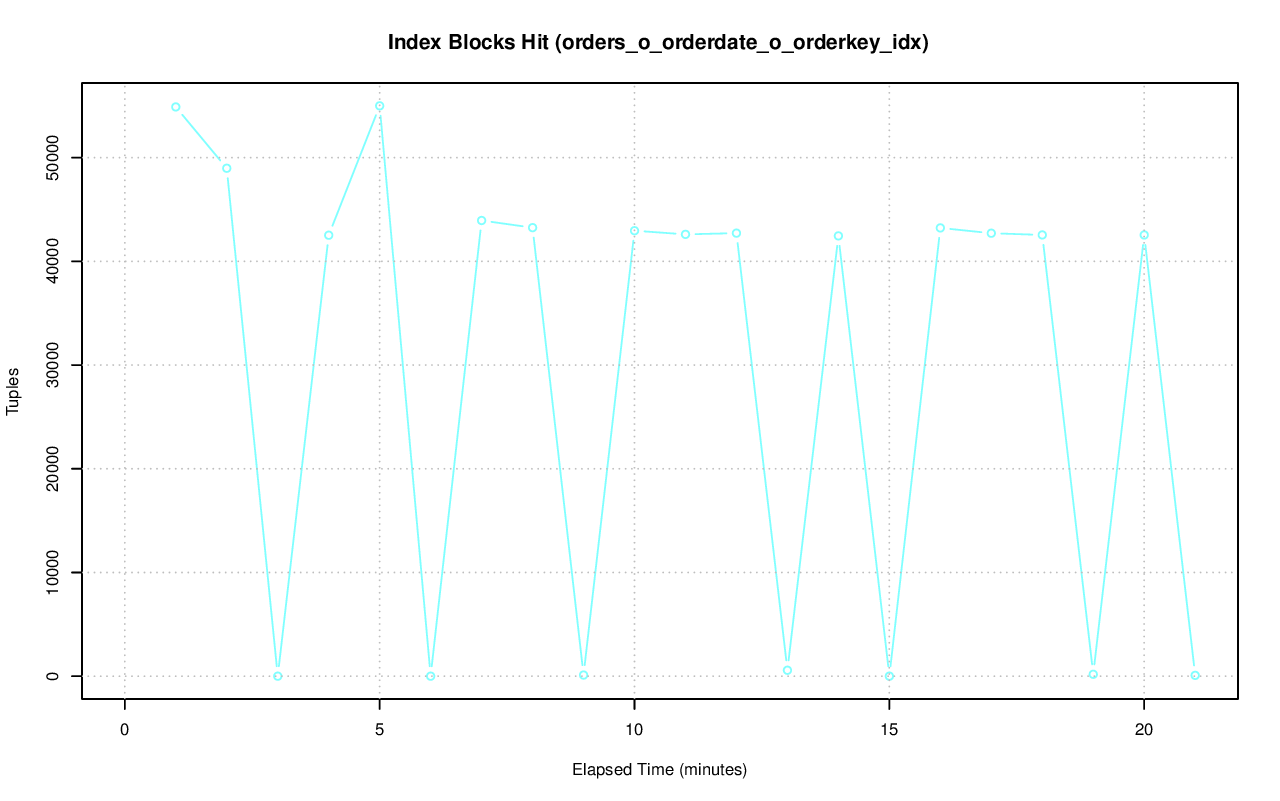 Index Blocks Hit (orders_o_orderdate_o_orderkey_idx)
Tuples
50000
40000
30000
20000
10000
0
0 5 10 15 20
Elapsed Time (minutes)